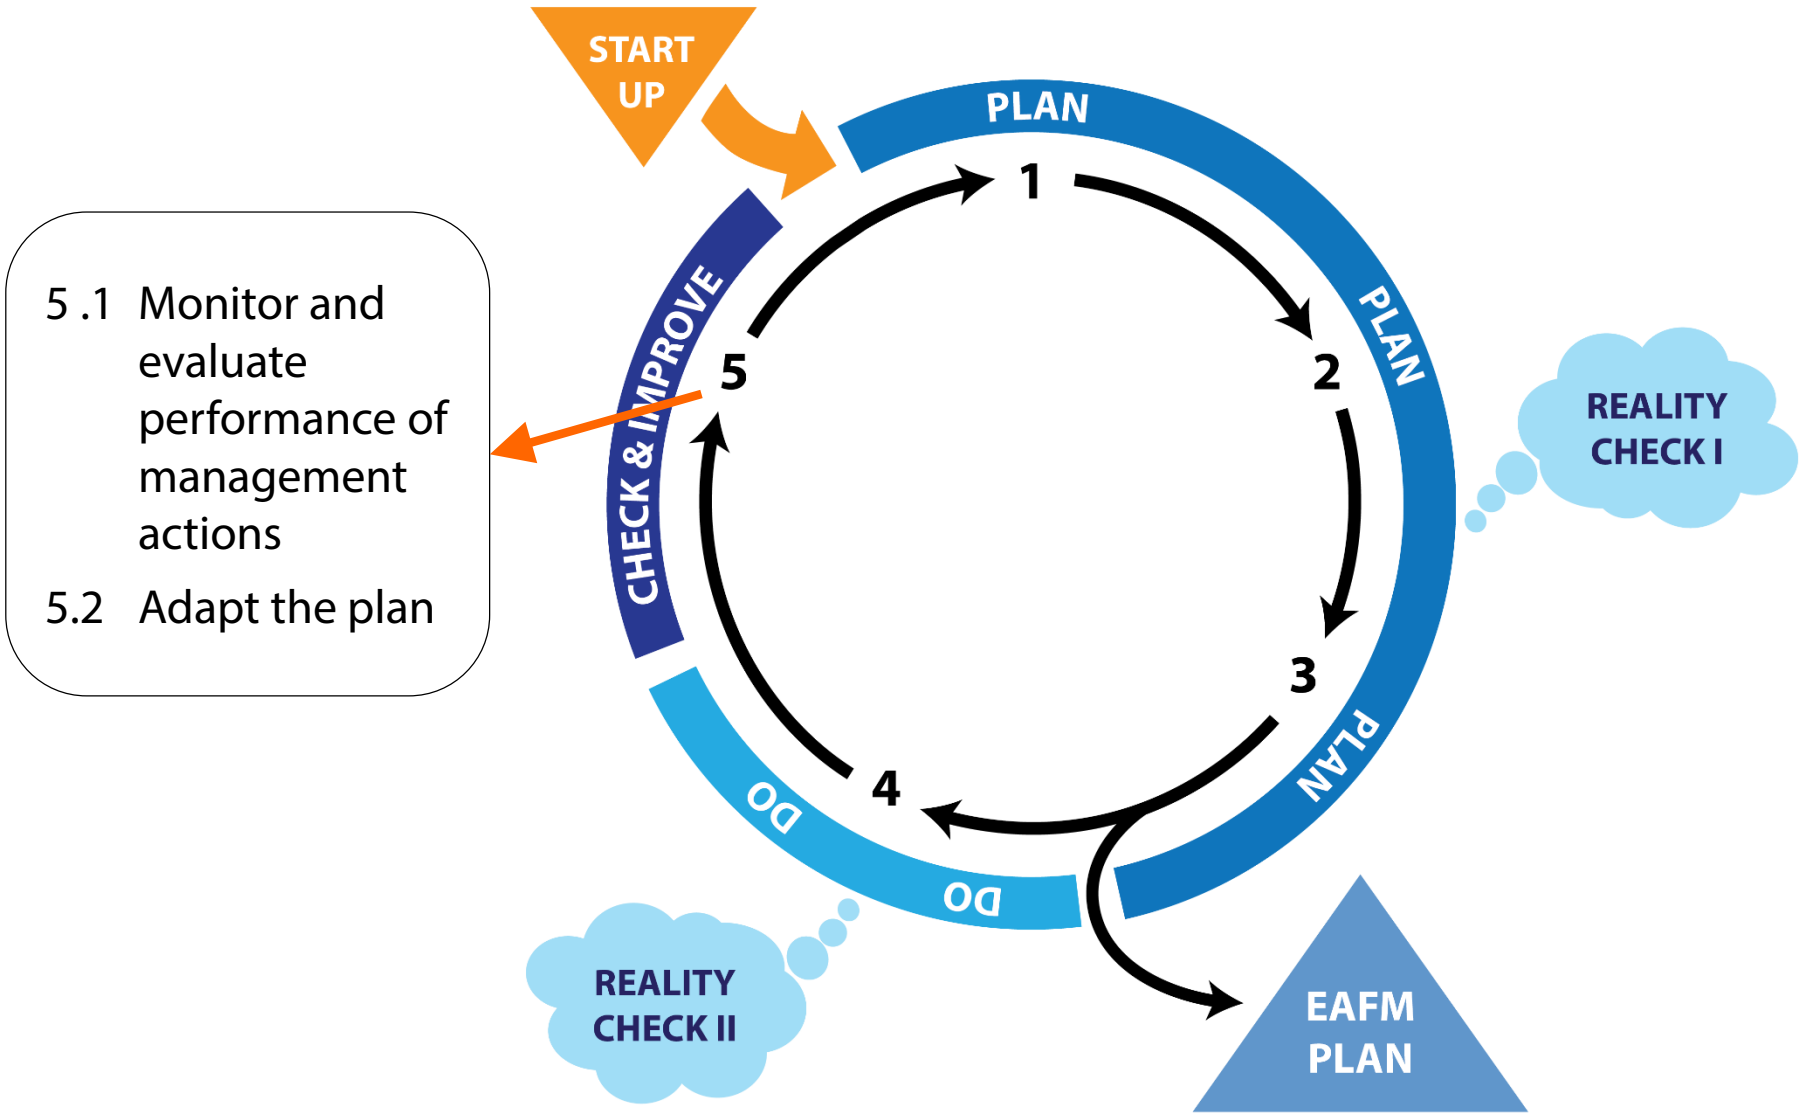 START
UP
PLAN
1
PLAN
2
REALITY
CHECK I
3
PLAN
EAFM
PLAN
4
DO
DO
REALITY
CHECK II
5
CHECK & IMPROVE
5 .1 Monitor and
evaluate
performance of
management
actions
5.2 Adapt the plan